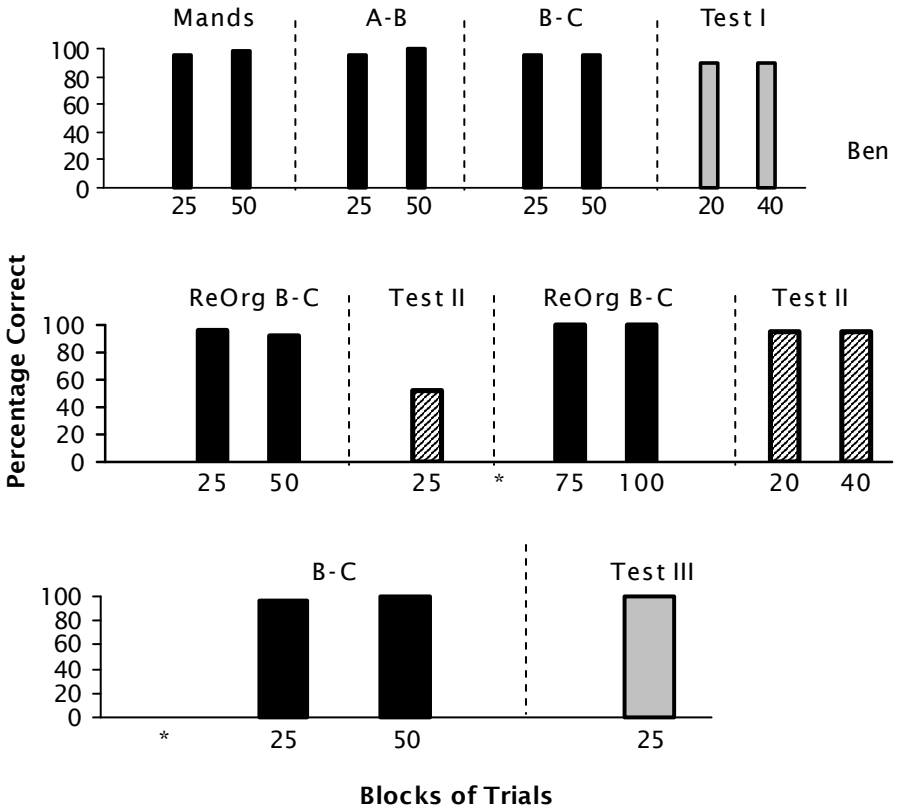 Mands A-B B-C Test I
100
80
60
40
20
0
Ben
25 50 25 50 25 50 20 40
Percentage Correct
ReOrg B-C Test II ReOrg B-C Test II
100
80
60
40
20
0
25 50 25 * 75 100 20 40
B-C Test III
100
80
60
40
20
0
* 25 50 25
Blocks of Trials